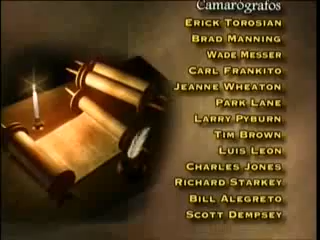 Camarógrafos
ERICK TOROSIAN
BRAD MANNING
WADE MESSER
CARL FRANKITO
JEANNE WHEATON
PARK LANE
LARRY PYBURN
TIM BROWN
LUIS LEON
CHARLES JONES
RICHARD STARKEY
BILL ALEGRETO
SCOTT DEMPSEY